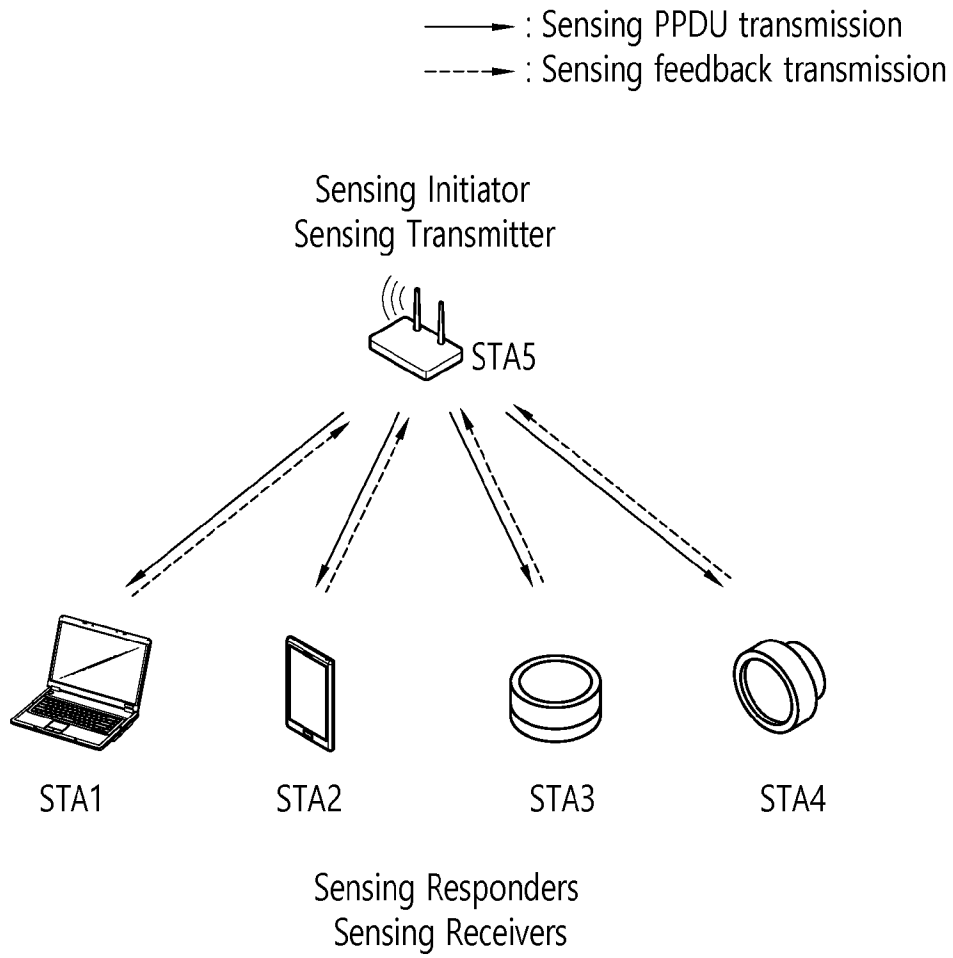 : Sensing PPDU transmission
: Sensing feedback transmission
Sensing Initiator
Sensing Transmitter
STA5
STA1 STA2 STA3 STA4
Sensing Responders
Sensing Receivers